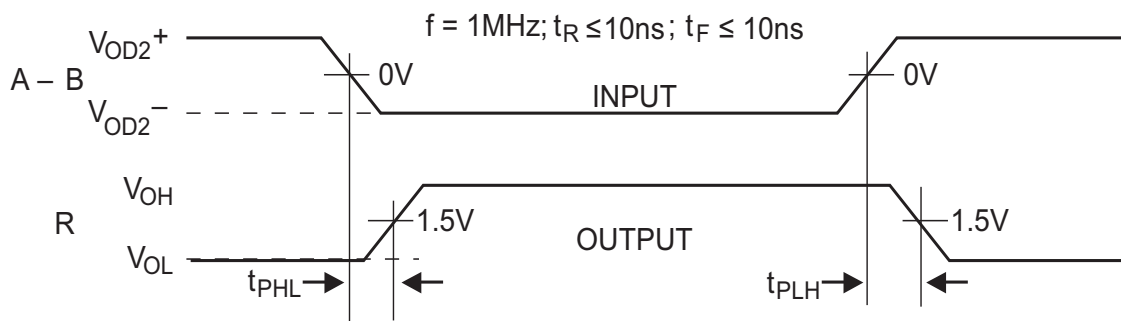 f = 1MHz; tR ≤10ns; tF ≤ 10ns
VOD2+
A – B
0V
0V
INPUT
VOD2–
VOH
R
1.5V
1.5V
OUTPUT
VOL
tPHL
tPLH